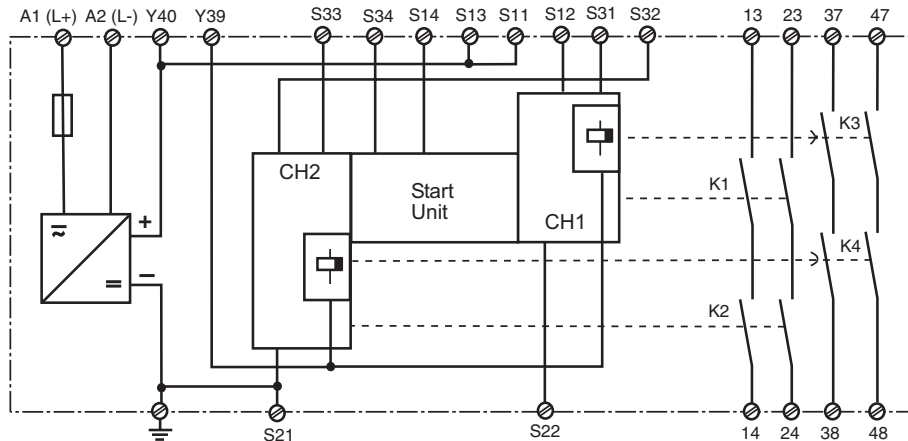 A1 (L+) A2 (L-) Y40 Y39 S33 S34 S14 S13 S11 S12 S31 S32 13 23 37 47
K3
CH2
Start
Unit
CH1
K1
+
K4
−
K2
S21 S22 14 24 38 48